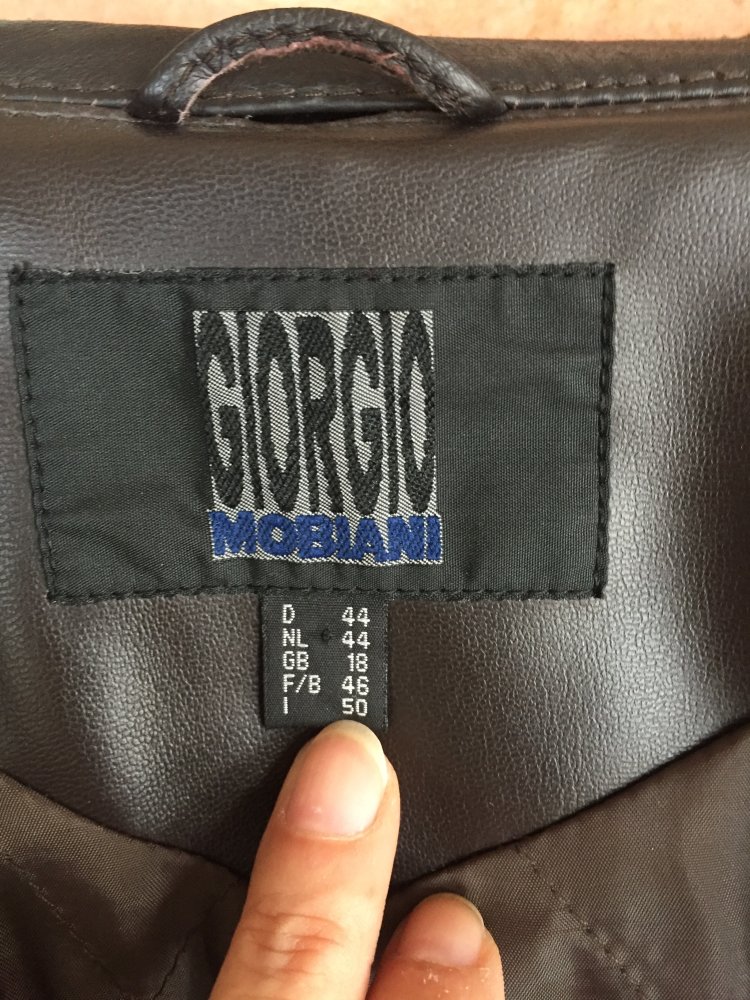 GIORGIO
MOBIANI
D 44
NL 44
GB 18
F/B 46
I 50